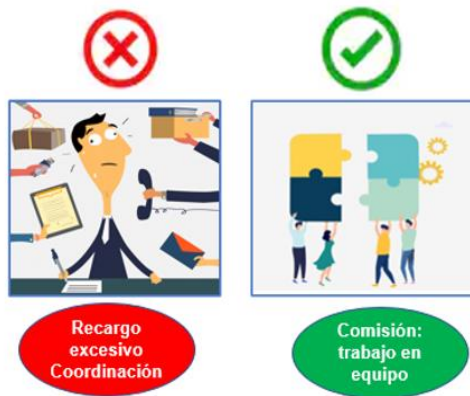 Recargo
excesivo
Coordinación
Comisión:
trabajo en
equipo